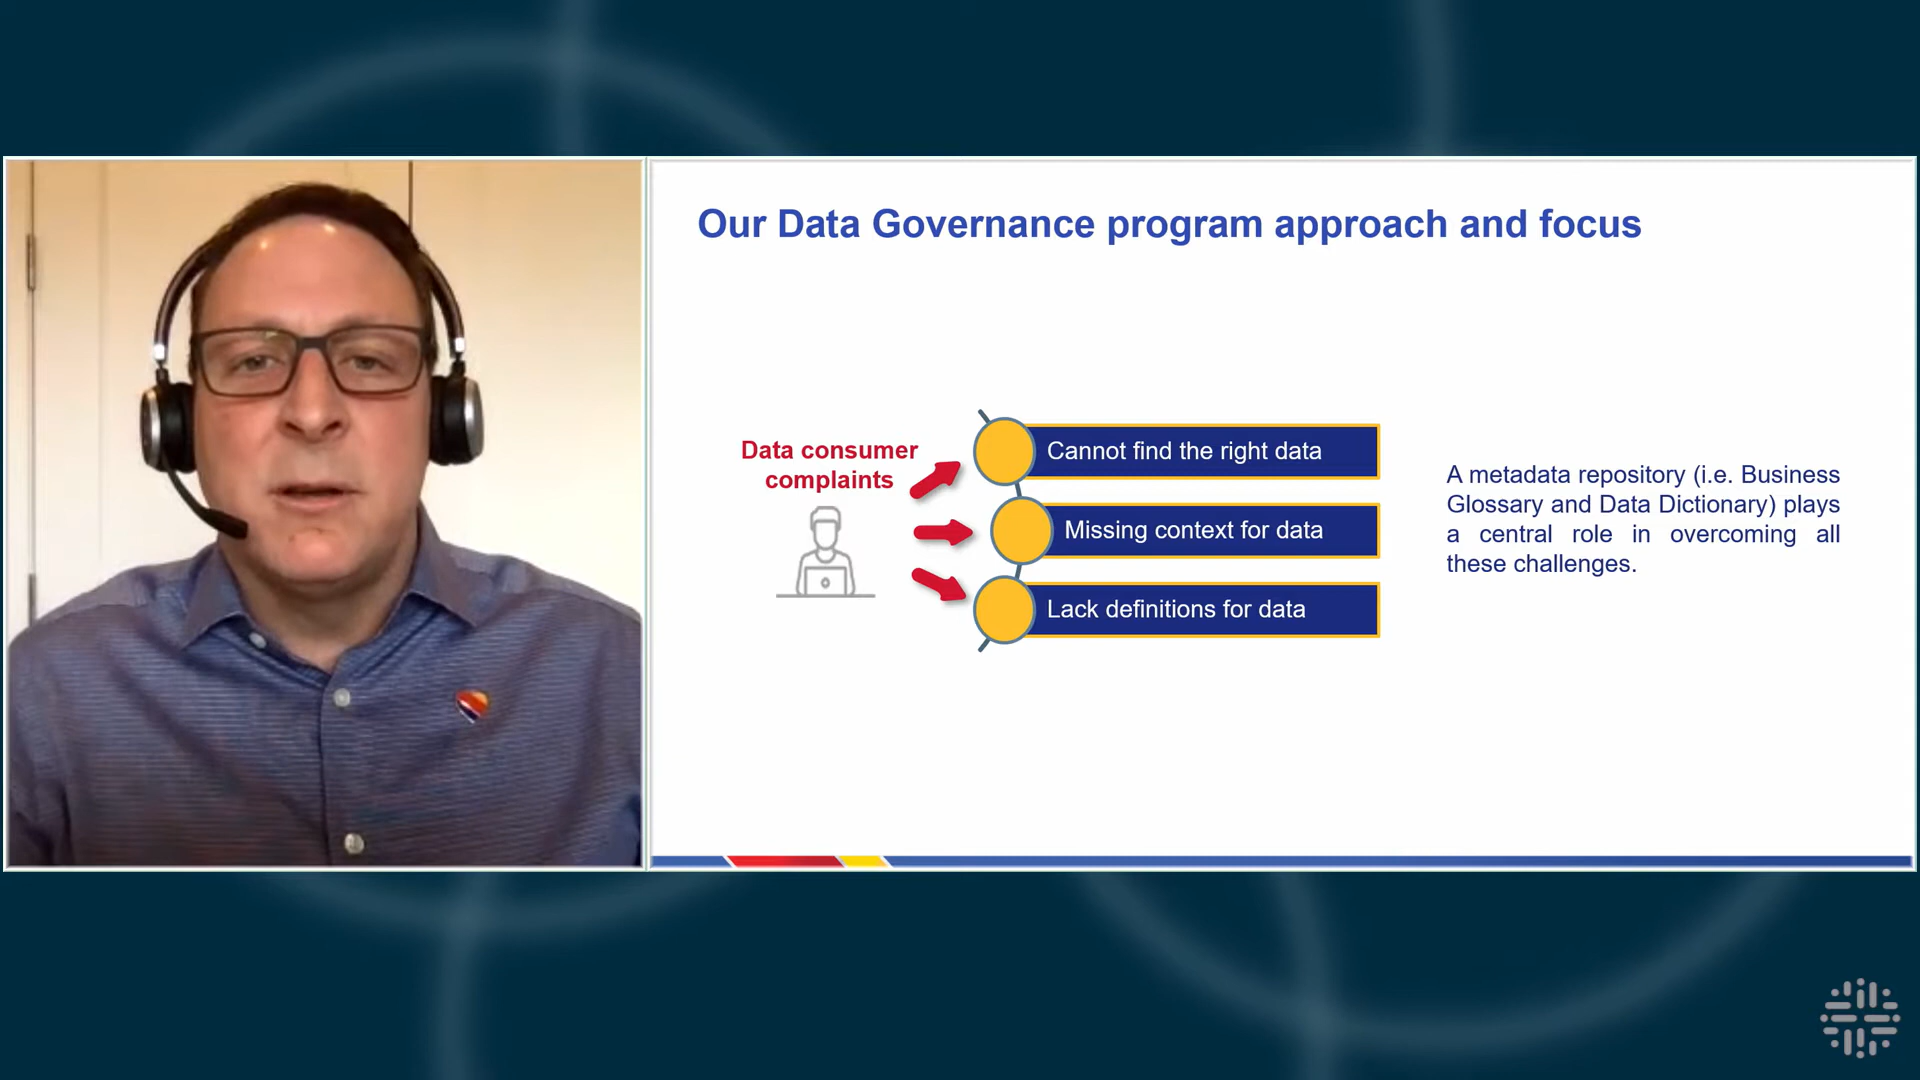 Our Data Governance program approach and focus
Data consumer
complaints
Cannot find the right data
Missing context for data
Lack definitions for data
A metadata repository (i.e. Business
Glossary and Data Dictionary) plays
a central role in overcoming all
these challenges.